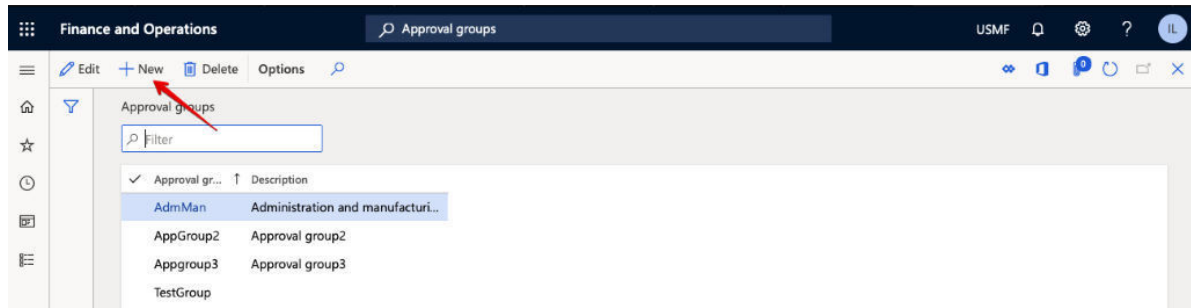 Finance and Operations Approval groups USMF ? IL
Edit + New Delete Options 0
Approval groups
Filter
Approval gr... ↑ Description
AdmMan Administration and manufacturi...
AppGroup2 Approval group2
Appgroup3 Approval group3
TestGroup